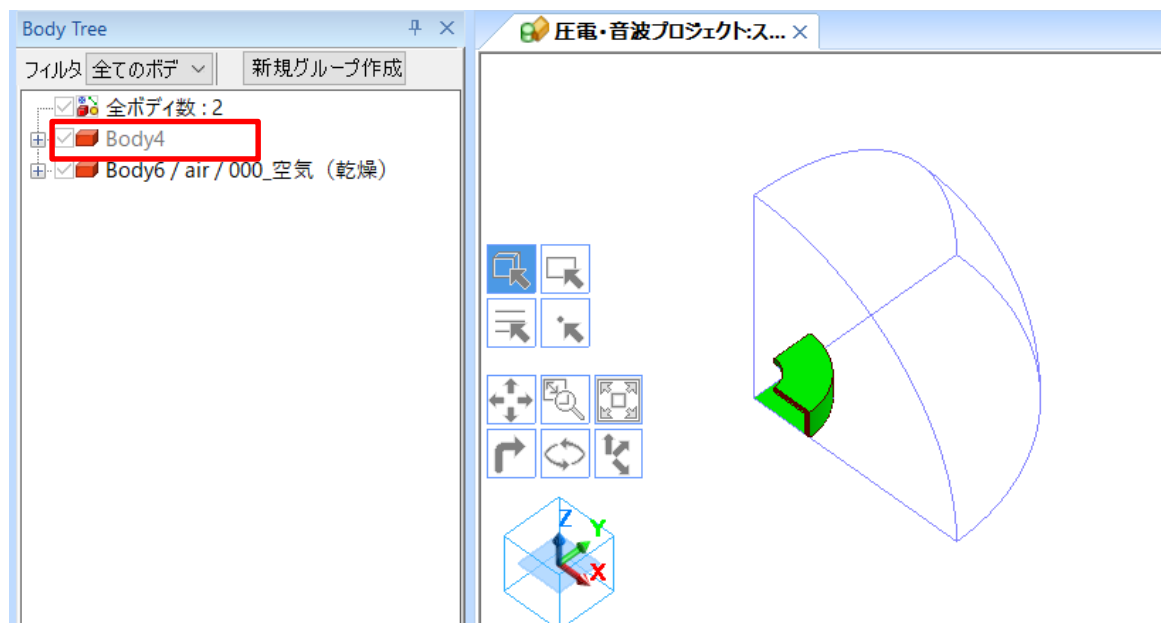 Body Tree
圧電・音波プロジェクト:ス...
フィルタ 全てのボデ 新規グループ作成
全ボディ数 : 2
Body4
Body6 / air / 000_空気（乾燥）
Z
Y
X